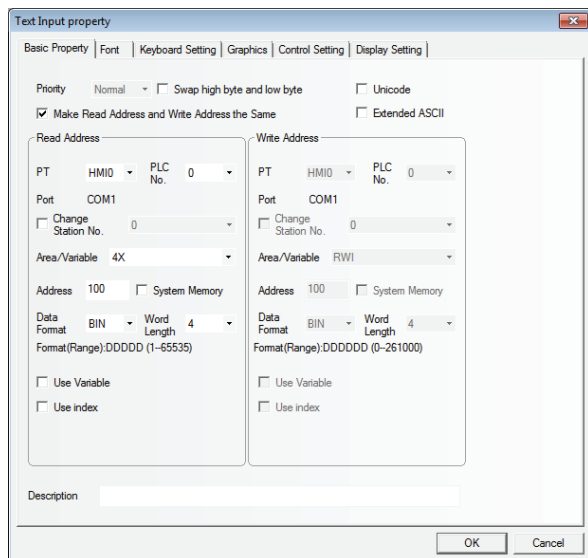 Text Input property
Basic Property Font Keyboard Setting Graphics Control Setting Display Setting
Priority Normal Swap high byte and low byte Unicode
Make Read Address and Write Address the Same Extended ASCII
Read Address Write Address
PT HMI0 PLC No. 0 PT HMI0 PLC No. 0
Port COM1 Port COM1
Change Station No. 0 Change Station No. 0
Area/Variable 4X Area/Variable RWI
Address 100 System Memory Address 100 System Memory
Data Format BIN Word Length 4 Data Format BIN Word Length 4
Format(Range):DDDDD (1--65535) Format(Range):DDDDDD (0--261000)
Use Variable Use Variable
Use index Use index
Description
OK Cancel